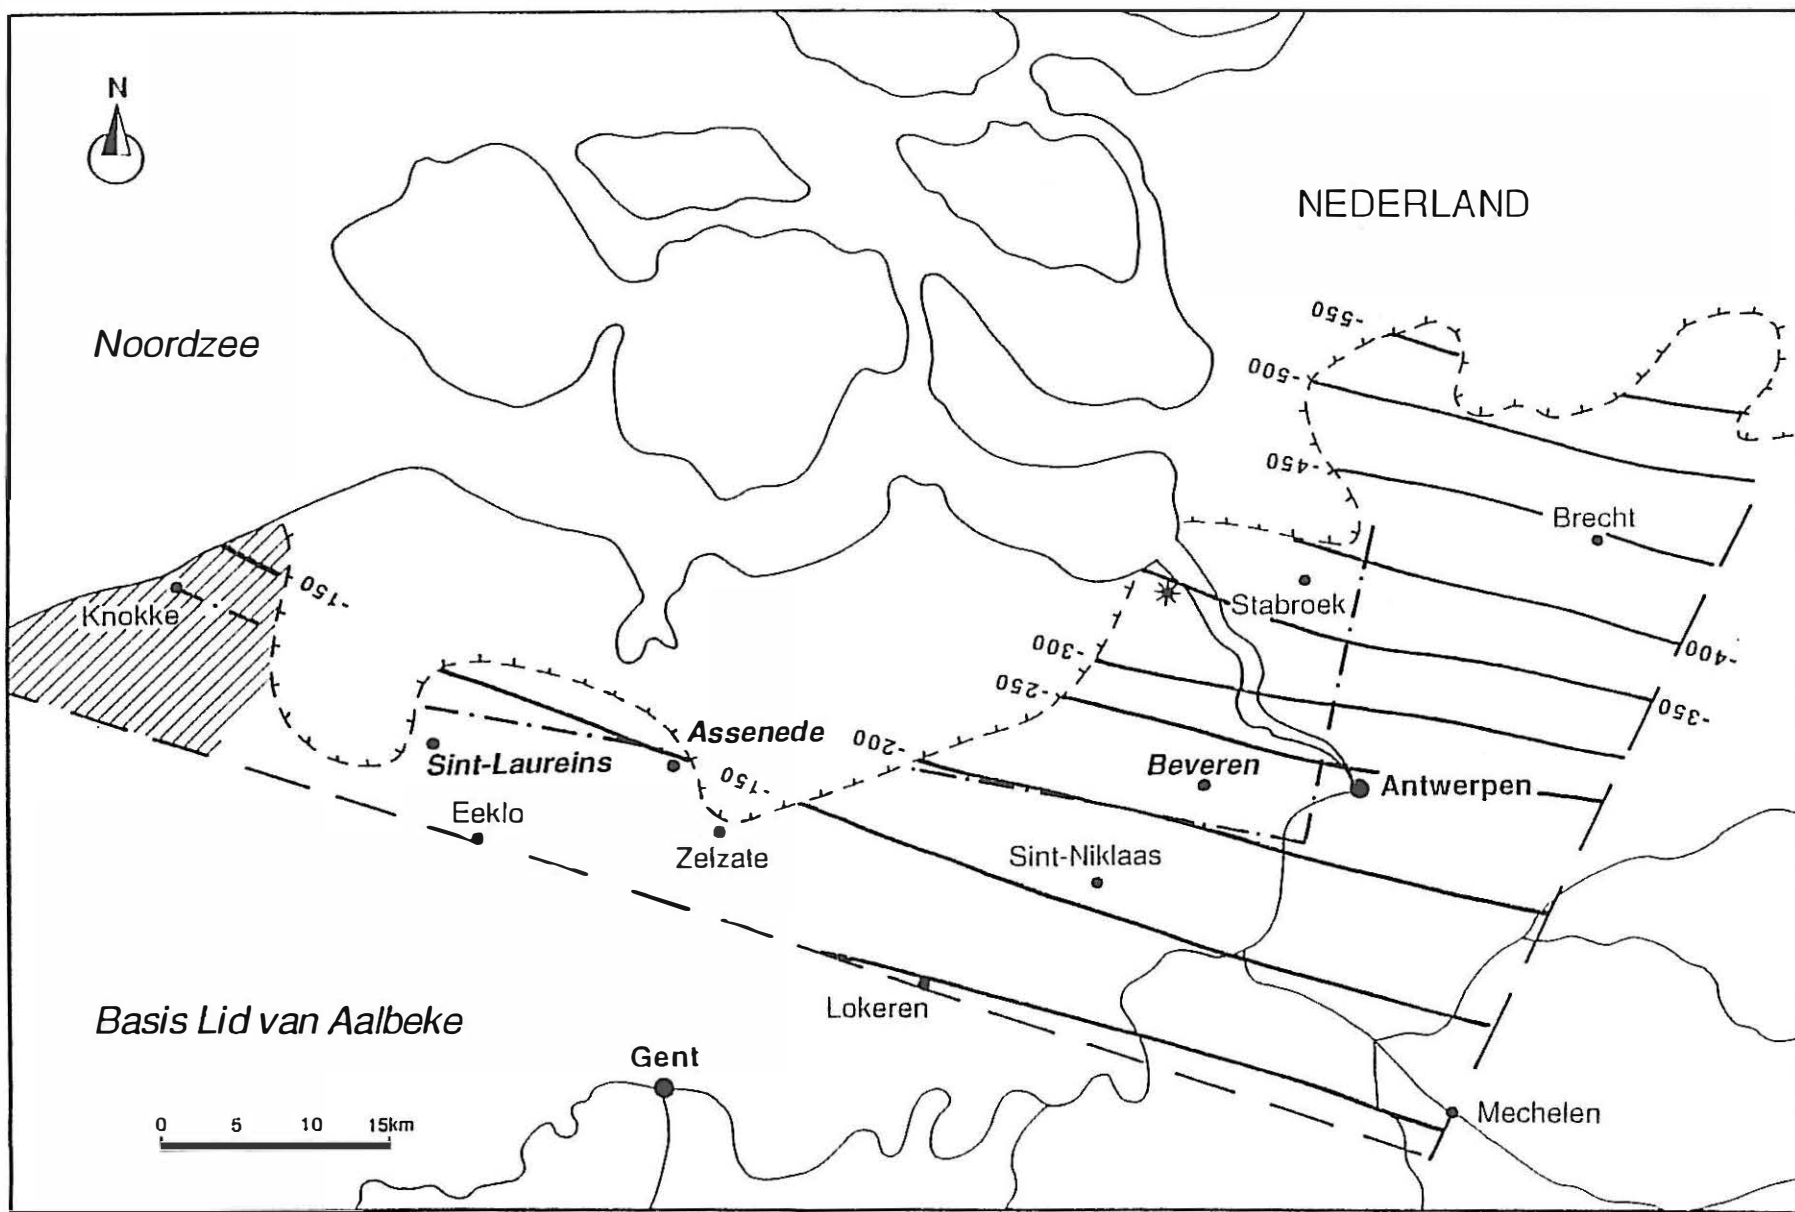 N
NEDERLAND
Noordzee
-550
-500
-450
Brecht
-150
Knokke
Stabroek
-300
-400
-250
-350
Assenede
-200
Sint-Laureins
-150
Beveren
Antwerpen
Eeklo
Zelzate
Sint-Niklaas
Lokeren
Basis Lid van Aalbeke
Gent
Mechelen
0 5 10 15km